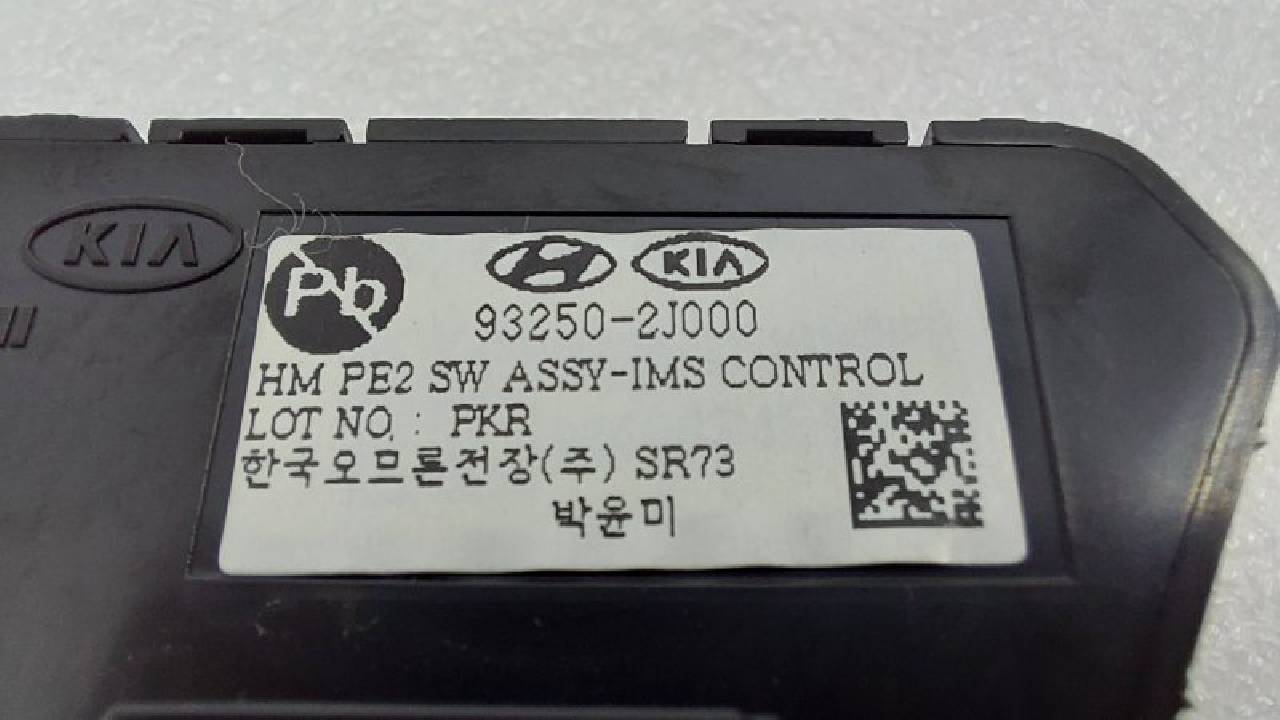 KIA
Pb
KIA
93250-2J000
HM PE2 SW ASSY-IMS CONTROL
LOT NO. : PKR
한국오므론전장(주) SR73
박윤미